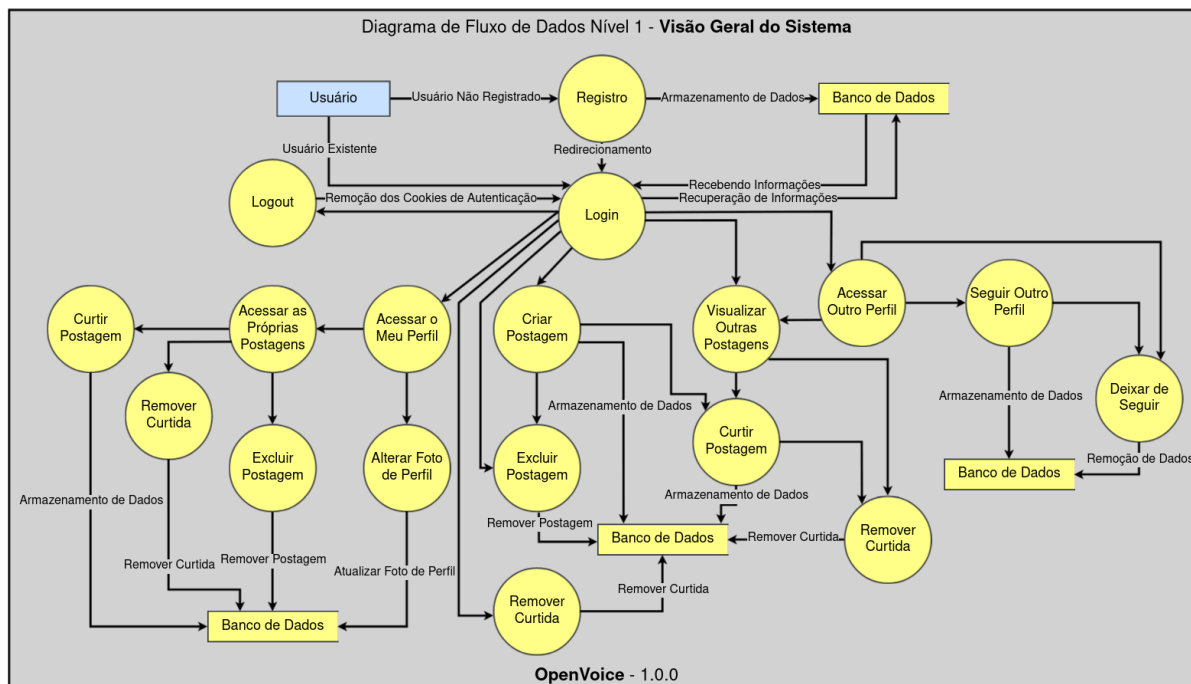 Diagrama de Fluxo de Dados Nível 1 - Visão Geral do Sistema
Usuário
Usuário Não Registrado
Registro
Armazenamento de Dados
Banco de Dados
Usuário Existente
Redirecionamento
Logout
Remoção dos Cookies de Autenticação
Login
Recebendo Informações
Recuperação de Informações
Curtir
Postagem
Acessar as
Próprias
Postagens
Acessar o
Meu Perfil
Criar
Postagem
Visualizar
Outras
Postagens
Acessar
Outro Perfil
Seguir Outro
Perfil
Remover
Curtida
Armazenamento de Dados
Armazenamento de Dados
Deixar de
Seguir
Excluir
Postagem
Alterar Foto
de Perfil
Excluir
Postagem
Curtir
Postagem
Remoção de Dados
Banco de Dados
Armazenamento de Dados
Armazenamento de Dados
Remover Postagem
Banco de Dados
Remover Curtida
Remover
Curtida
Remover Curtida
Remover Postagem
Atualizar Foto de Perfil
Remover Curtida
Remover
Curtida
Banco de Dados
OpenVoice - 1.0.0